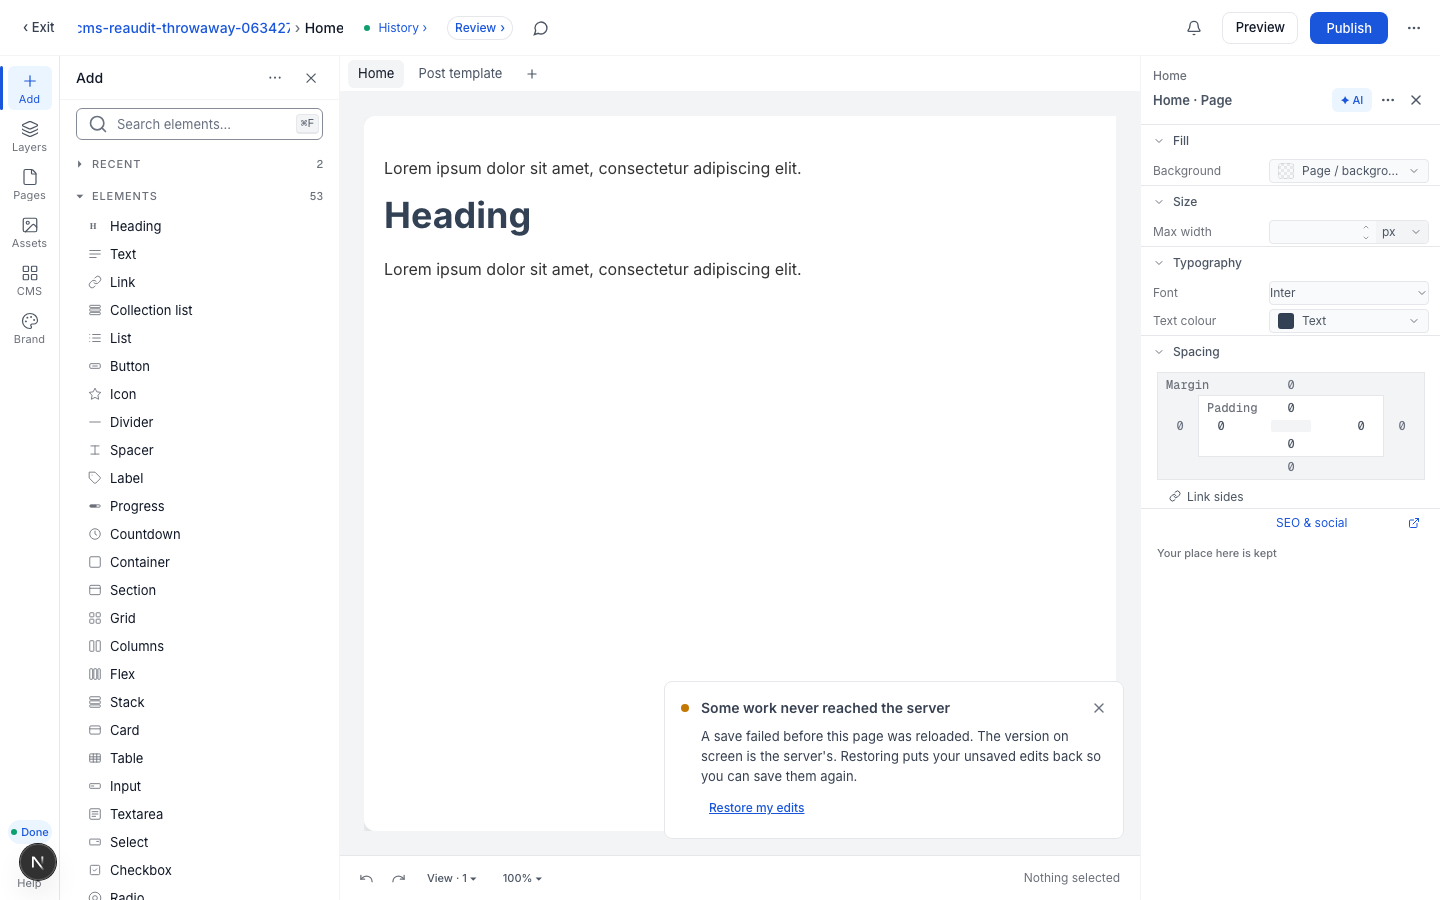 ‹ Exit
cms-reaudit-throwaway-063427 › Home
History ›
Review ›
Preview
Publish
Add
Layers
Pages
Assets
CMS
Brand
Done
N
Help
Add
Search elements...
⌘F
RECENT 2
ELEMENTS 53
Heading
Text
Link
Collection list
List
Button
Icon
Divider
Spacer
Label
Progress
Countdown
Container
Section
Grid
Columns
Flex
Stack
Card
Table
Input
Textarea
Select
Checkbox
Radio
Home
Post template
Lorem ipsum dolor sit amet, consectetur adipiscing elit.
Heading
Lorem ipsum dolor sit amet, consectetur adipiscing elit.
Some work never reached the server
A save failed before this page was reloaded. The version on
screen is the server's. Restoring puts your unsaved edits back so
you can save them again.
Restore my edits
View · 1
100%
Nothing selected
Home
Home · Page
AI
Fill
Background
Page / backgro...
Size
Max width
px
Typography
Font
Inter
Text colour
Text
Spacing
Margin 0
Padding 0
0 0 0 0
0
0
Link sides
SEO & social
Your place here is kept